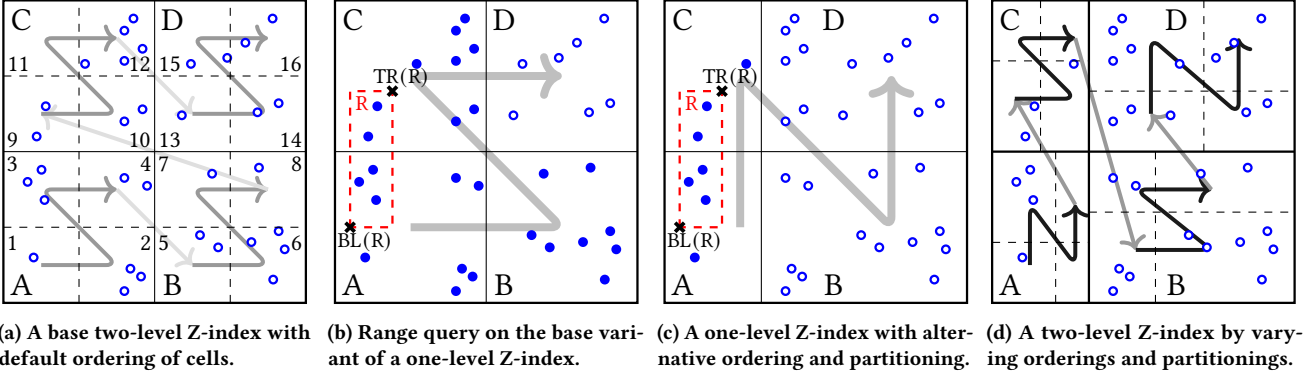 C D
11 12 15 16
9 10 13 14
3 4 7 8
1 2 5 6
A B
C D
TR(R)
R
BL(R)
A B
C D
TR(R)
R
BL(R)
A B
C D
A B
(a) A base two-level Z-index with
default ordering of cells.
(b) Range query on the base vari-
ant of a one-level Z-index.
(c) A one-level Z-index with alter-
native ordering and partitioning.
(d) A two-level Z-index by vary-
ing orderings and partitionings.